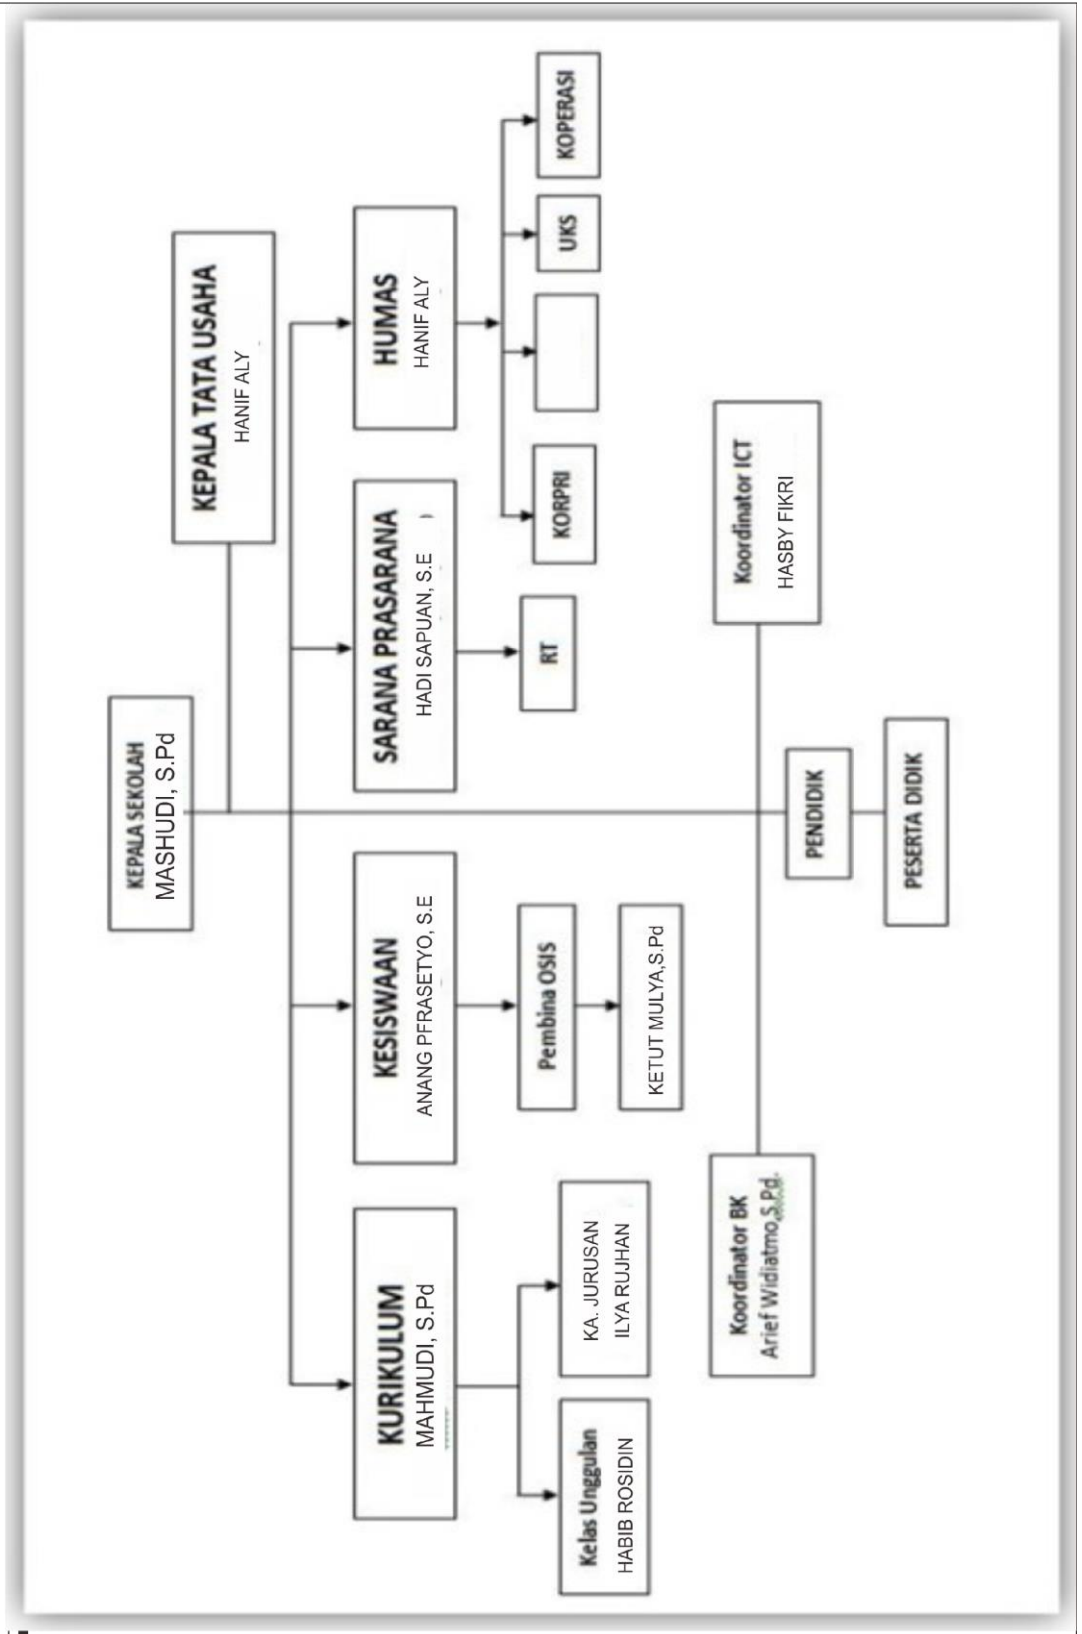 KEPALA SEKOLAH
MASHUDI, S.Pd
KEPALA TATA USAHA
HANIF ALY
KURIKULUM
MAHMUDI, S.Pd
KESISWAAN
ANANG PFRASETYO, S.E
SARANA PRASARANA
HADI SAPUAN, S.E
HUMAS
HANIF ALY
Kelas Unggulan
HABIB ROSIDIN
KA. JURUSAN
ILYA RUJHAN
Pembina OSIS
KETUT MULYA,S.Pd
RT
KORPRI
UKS
KOPERASI
Koordinator BK
Arief Widiatmo,S.Pd.
Koordinator ICT
HASBY FIKRI
PENDIDIK
PESERTA DIDIK